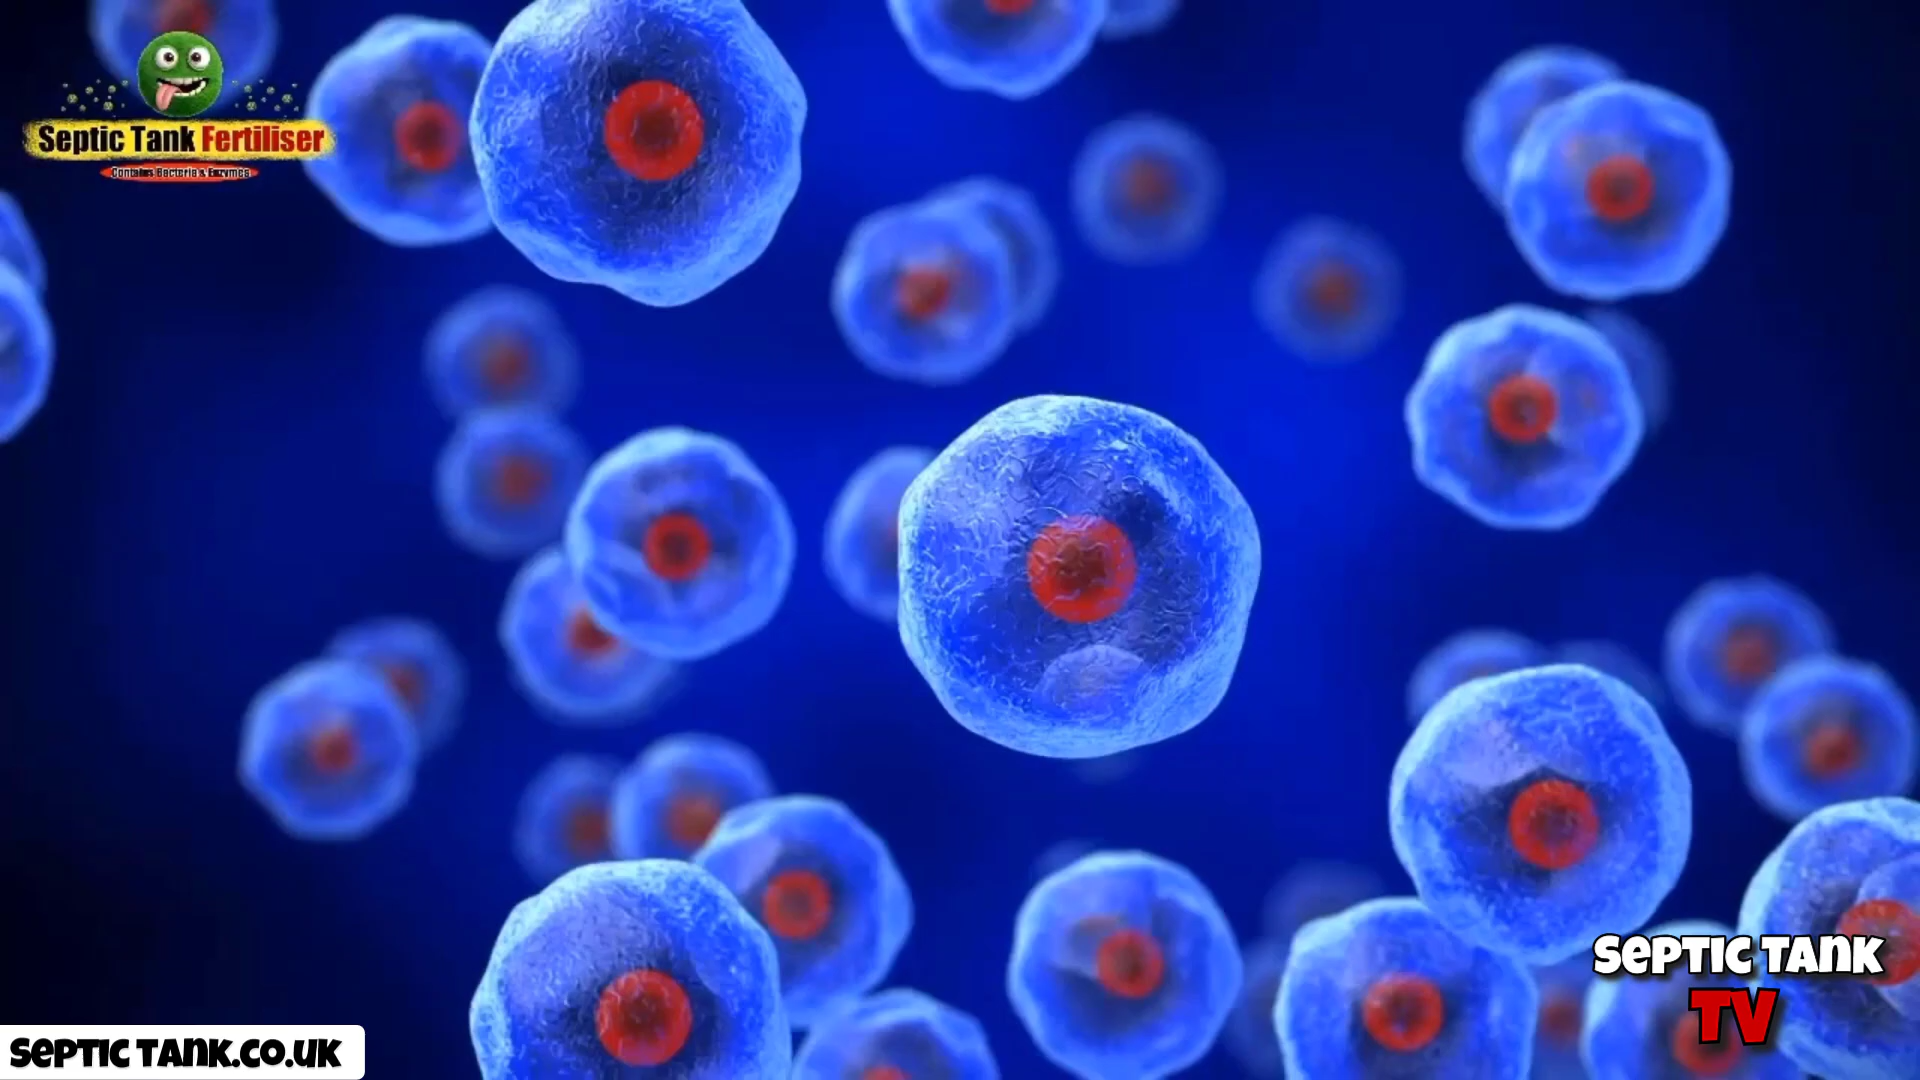 Septic Tank Fertiliser
Contains Bacteria & Enzymes
SEPTIC TANK
TV
SEPTIC TANK.CO.UK